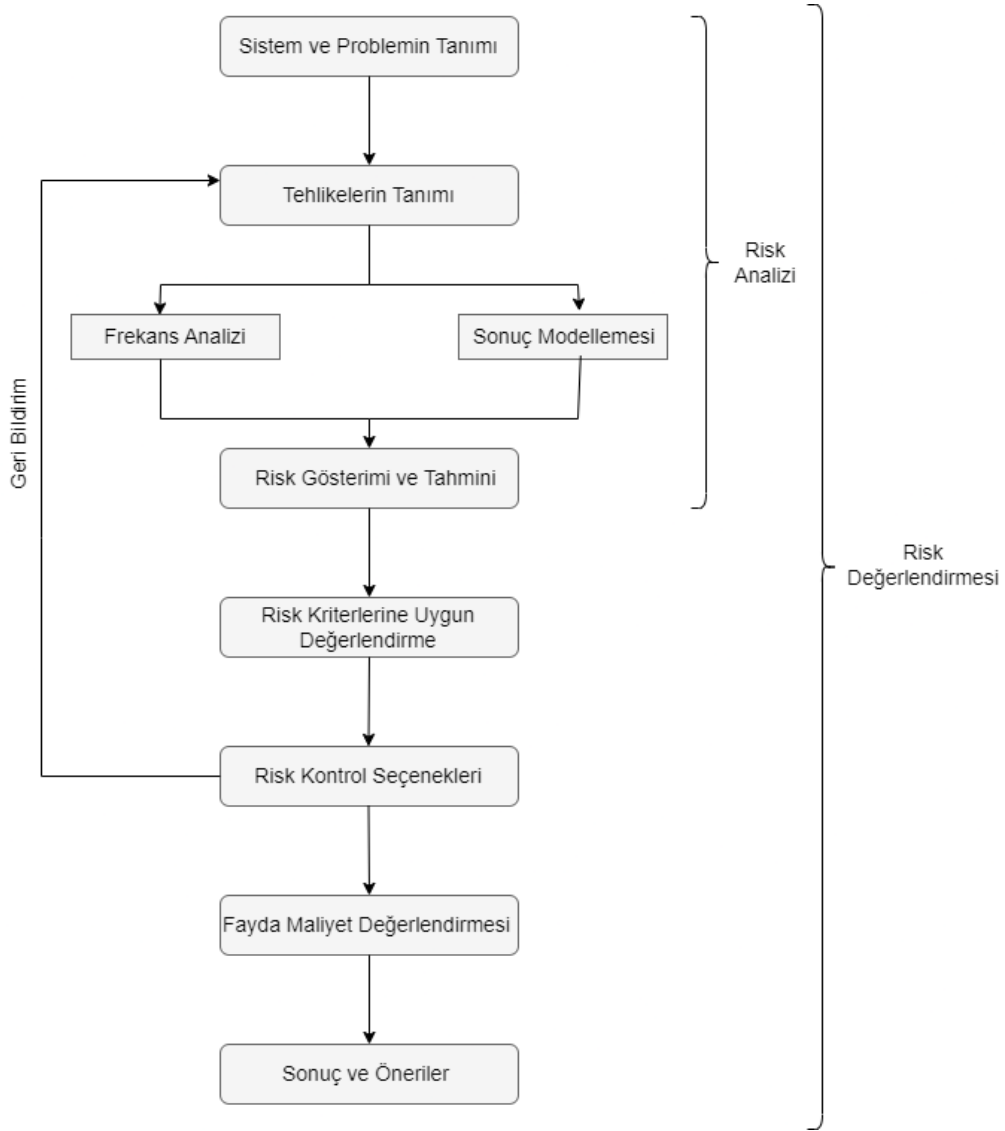 Sistem ve Problemin Tanımı
Tehlikelerin Tanımı
Risk
Analizi
Frekans Analizi
Sonuç Modellemesi
Geri Bildirim
Risk Gösterimi ve Tahmini
Risk
Değerlendirmesi
Risk Kriterlerine Uygun
Değerlendirme
Risk Kontrol Seçenekleri
Fayda Maliyet Değerlendirmesi
Sonuç ve Öneriler